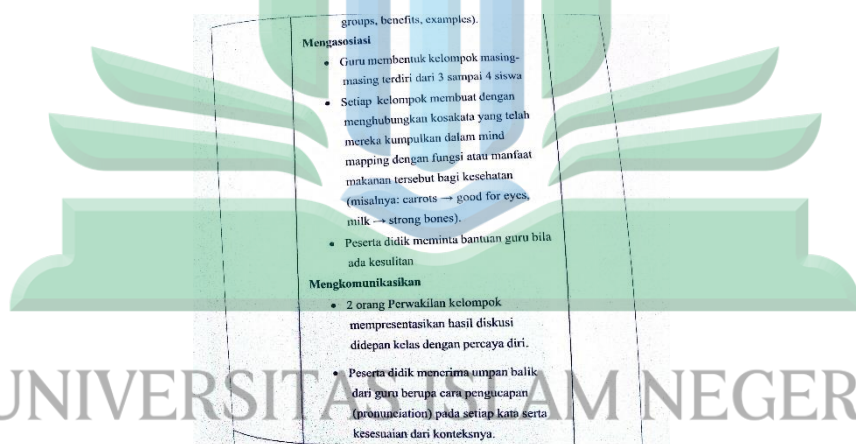 groups, benefits, examples).
Mengasosiasi
• Guru membentuk kelompok masing-
masing terdiri dari 3 sampai 4 siswa
• Setiap kelompok membuat dengan
menghubungkan kosakata yang telah
mereka kumpulkan dalam mind
mapping dengan fungsi atau manfaat
makanan tersebut bagi kesehatan
(misalnya: carrots → good for eyes,
milk → strong bones).
• Peserta didik meminta bantuan guru bila
ada kesulitan
Mengkomunikasikan
• 2 orang Perwakilan kelompok
mempresentasikan hasil diskusi
didepan kelas dengan percaya diri.
• Peserta didik menerima umpan balik
dari guru berupa cara pengucapan
(pronunciation) pada setiap kata serta
kesesuaian dari konteksnya.
UNIVERSITAS ISLAM NEGER